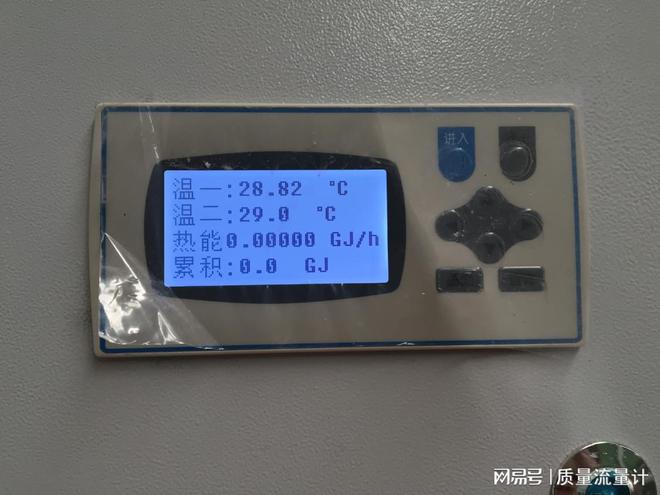 进入
温一:28.82 ℃
温二:29.0 ℃
热能0.00000 GJ/h
累积:0.0 GJ
网易号 | 质量流量计